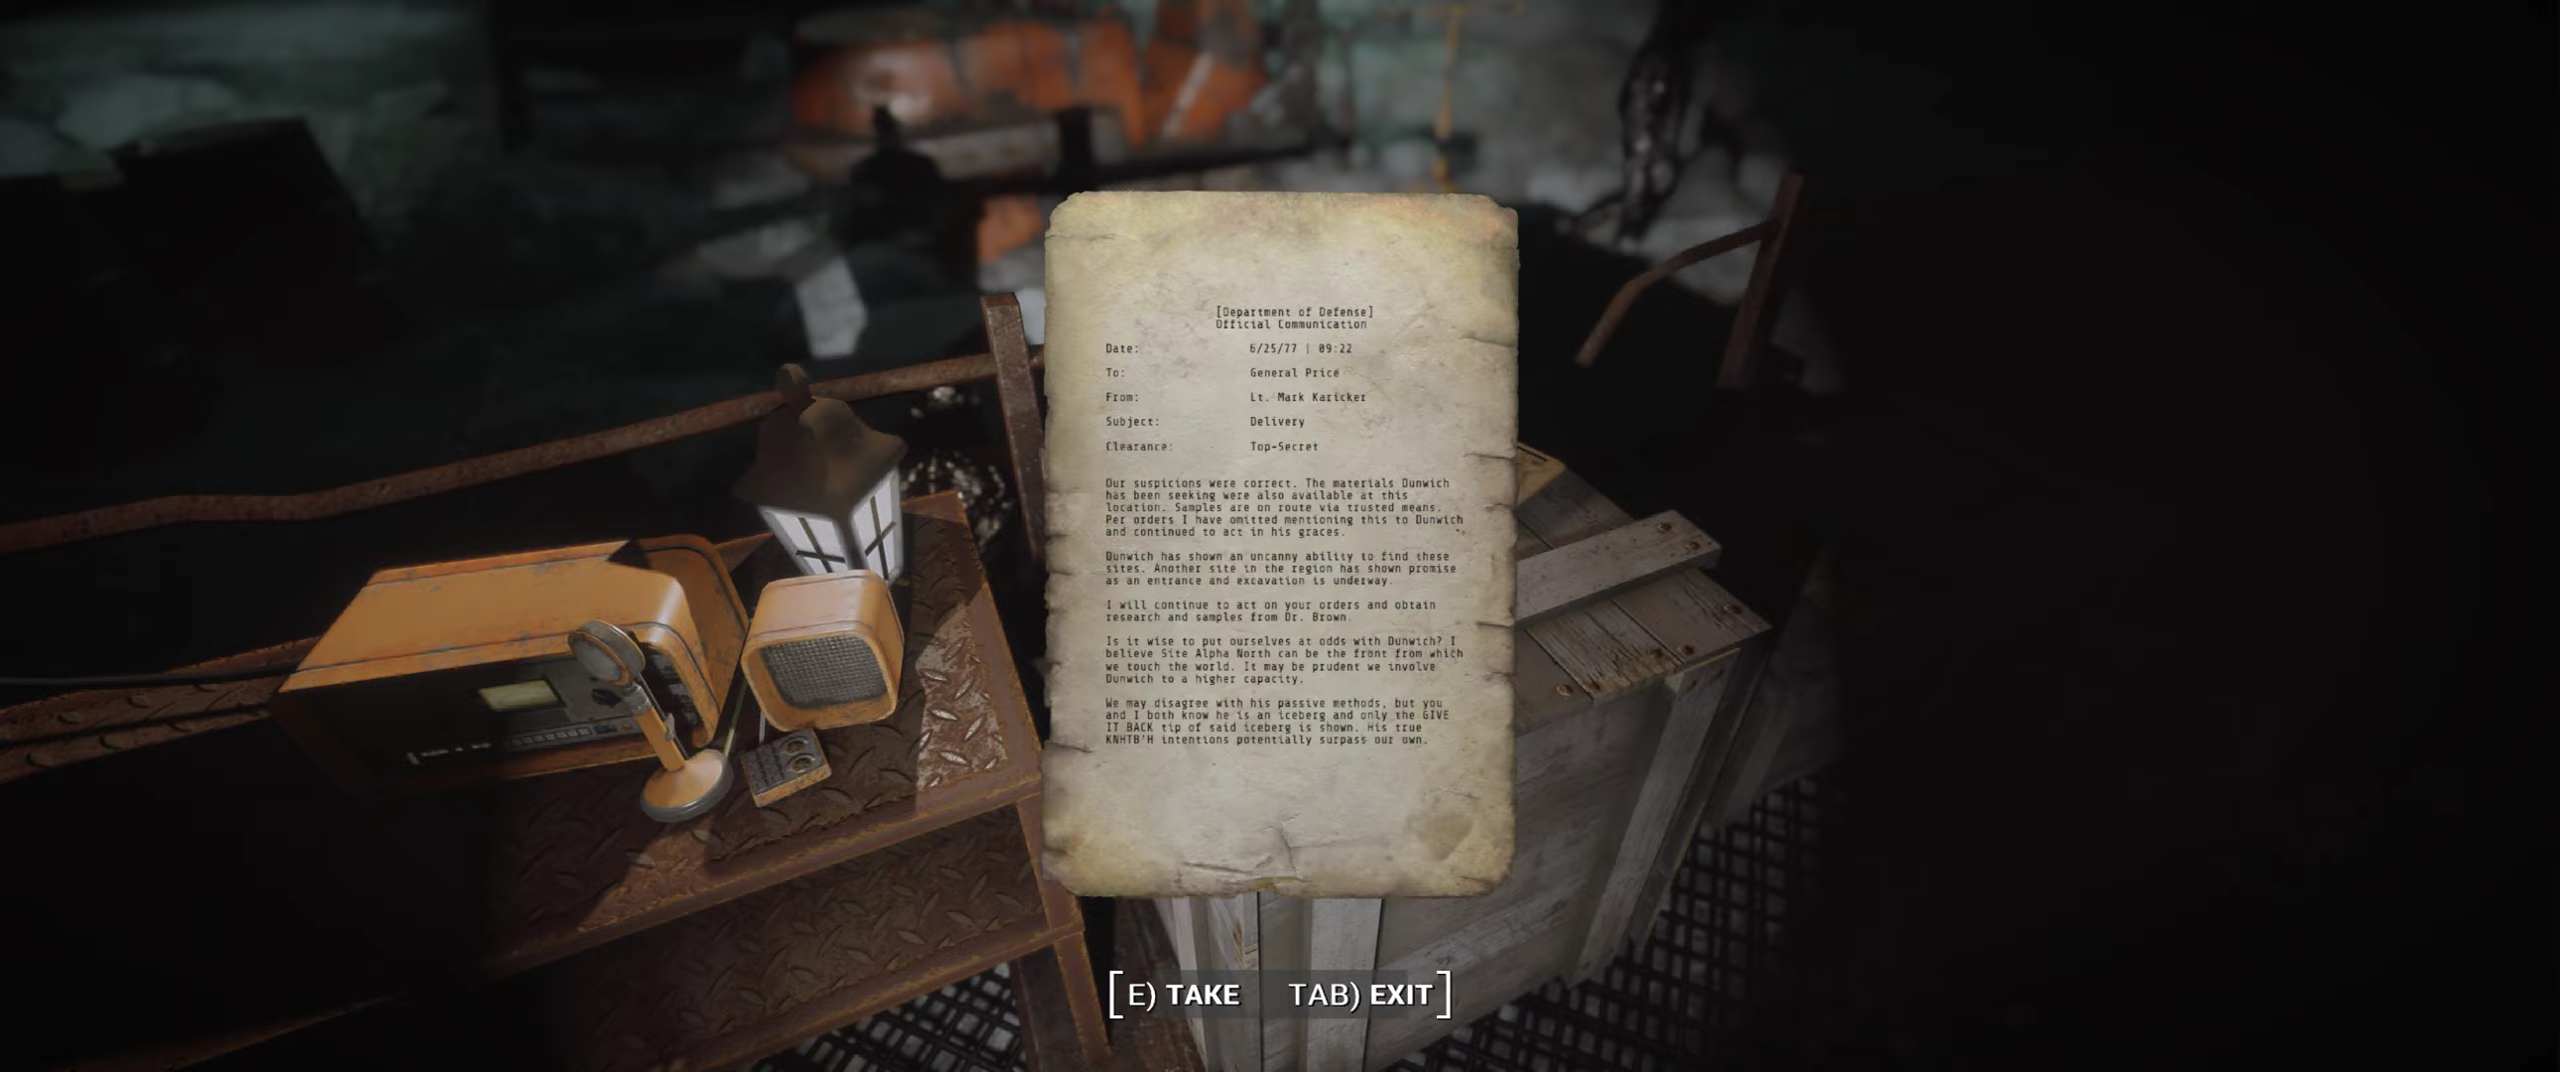 [Department of Defense]
Official Communication
Date: 6/25/77 | 09:22
To: General Price
From: Lt. Mark Karicker
Subject: Delivery
Clearance: Top-Secret
Our suspicions were correct. The materials Dunwich
has been seeking were also available at this
location. Samples are on route via trusted means.
Per orders I have omitted mentioning this to Dunwich
and continued to act in his graces.
Dunwich has shown an uncanny ability to find these
sites. Another site in the region has shown promise
as an entrance and excavation is underway.
I will continue to act on your orders and obtain
research and samples from Dr. Brown.
Is it wise to put ourselves at odds with Dunwich? I
believe Site Alpha North can be the front from which
we touch the world. It may be prudent we involve
Dunwich to a higher capacity.
We may disagree with his passive methods, but you
and I both know he is an iceberg and only the GIVE
IT BACK tip of said iceberg is shown. His true
KNHTB'H intentions potentially surpass our own.
[E) TAKE TAB) EXIT]